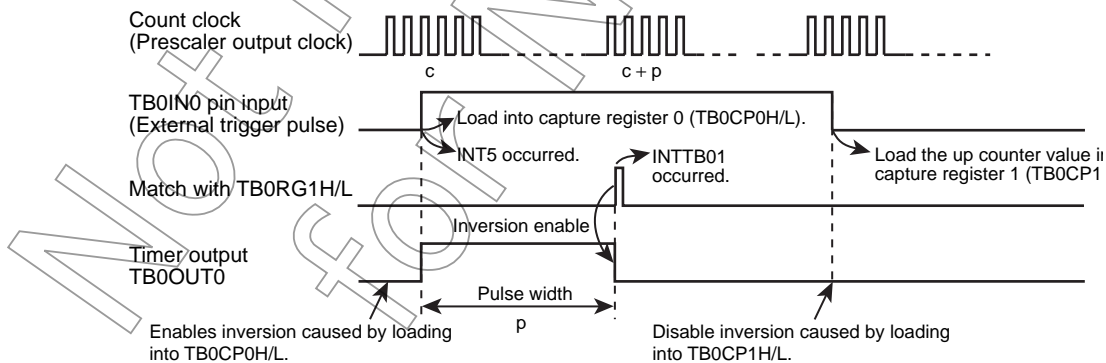 Count clock
(Prescaler output clock)
c
c + p
TB0IN0 pin input
(External trigger pulse)
Load into capture register 0 (TB0CP0H/L).
INT5 occurred.
INTTB01
occurred.
Load the up counter value
capture register 1 (TB0CP1
Match with TB0RG1H/L
Inversion enable
Timer output
TB0OUT0
Pulse width
p
Enables inversion caused by loading
into TB0CP0H/L.
Disable inversion caused by loading
into TB0CP1H/L.
Not
for